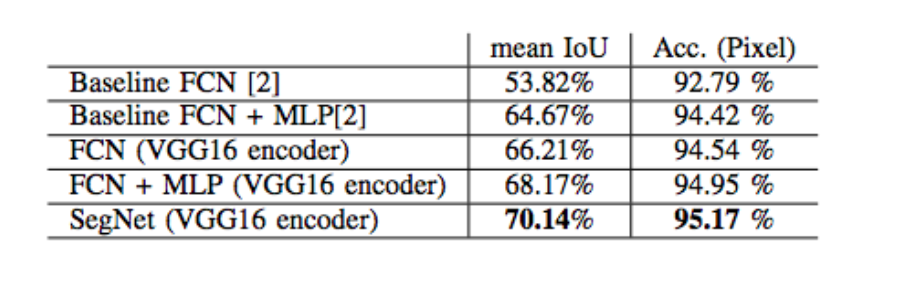 mean IoU Acc. (Pixel)
Baseline FCN [2] 53.82% 92.79 %
Baseline FCN + MLP[2] 64.67% 94.42 %
FCN (VGG16 encoder) 66.21% 94.54 %
FCN + MLP (VGG16 encoder) 68.17% 94.95 %
SegNet (VGG16 encoder) 70.14% 95.17 %